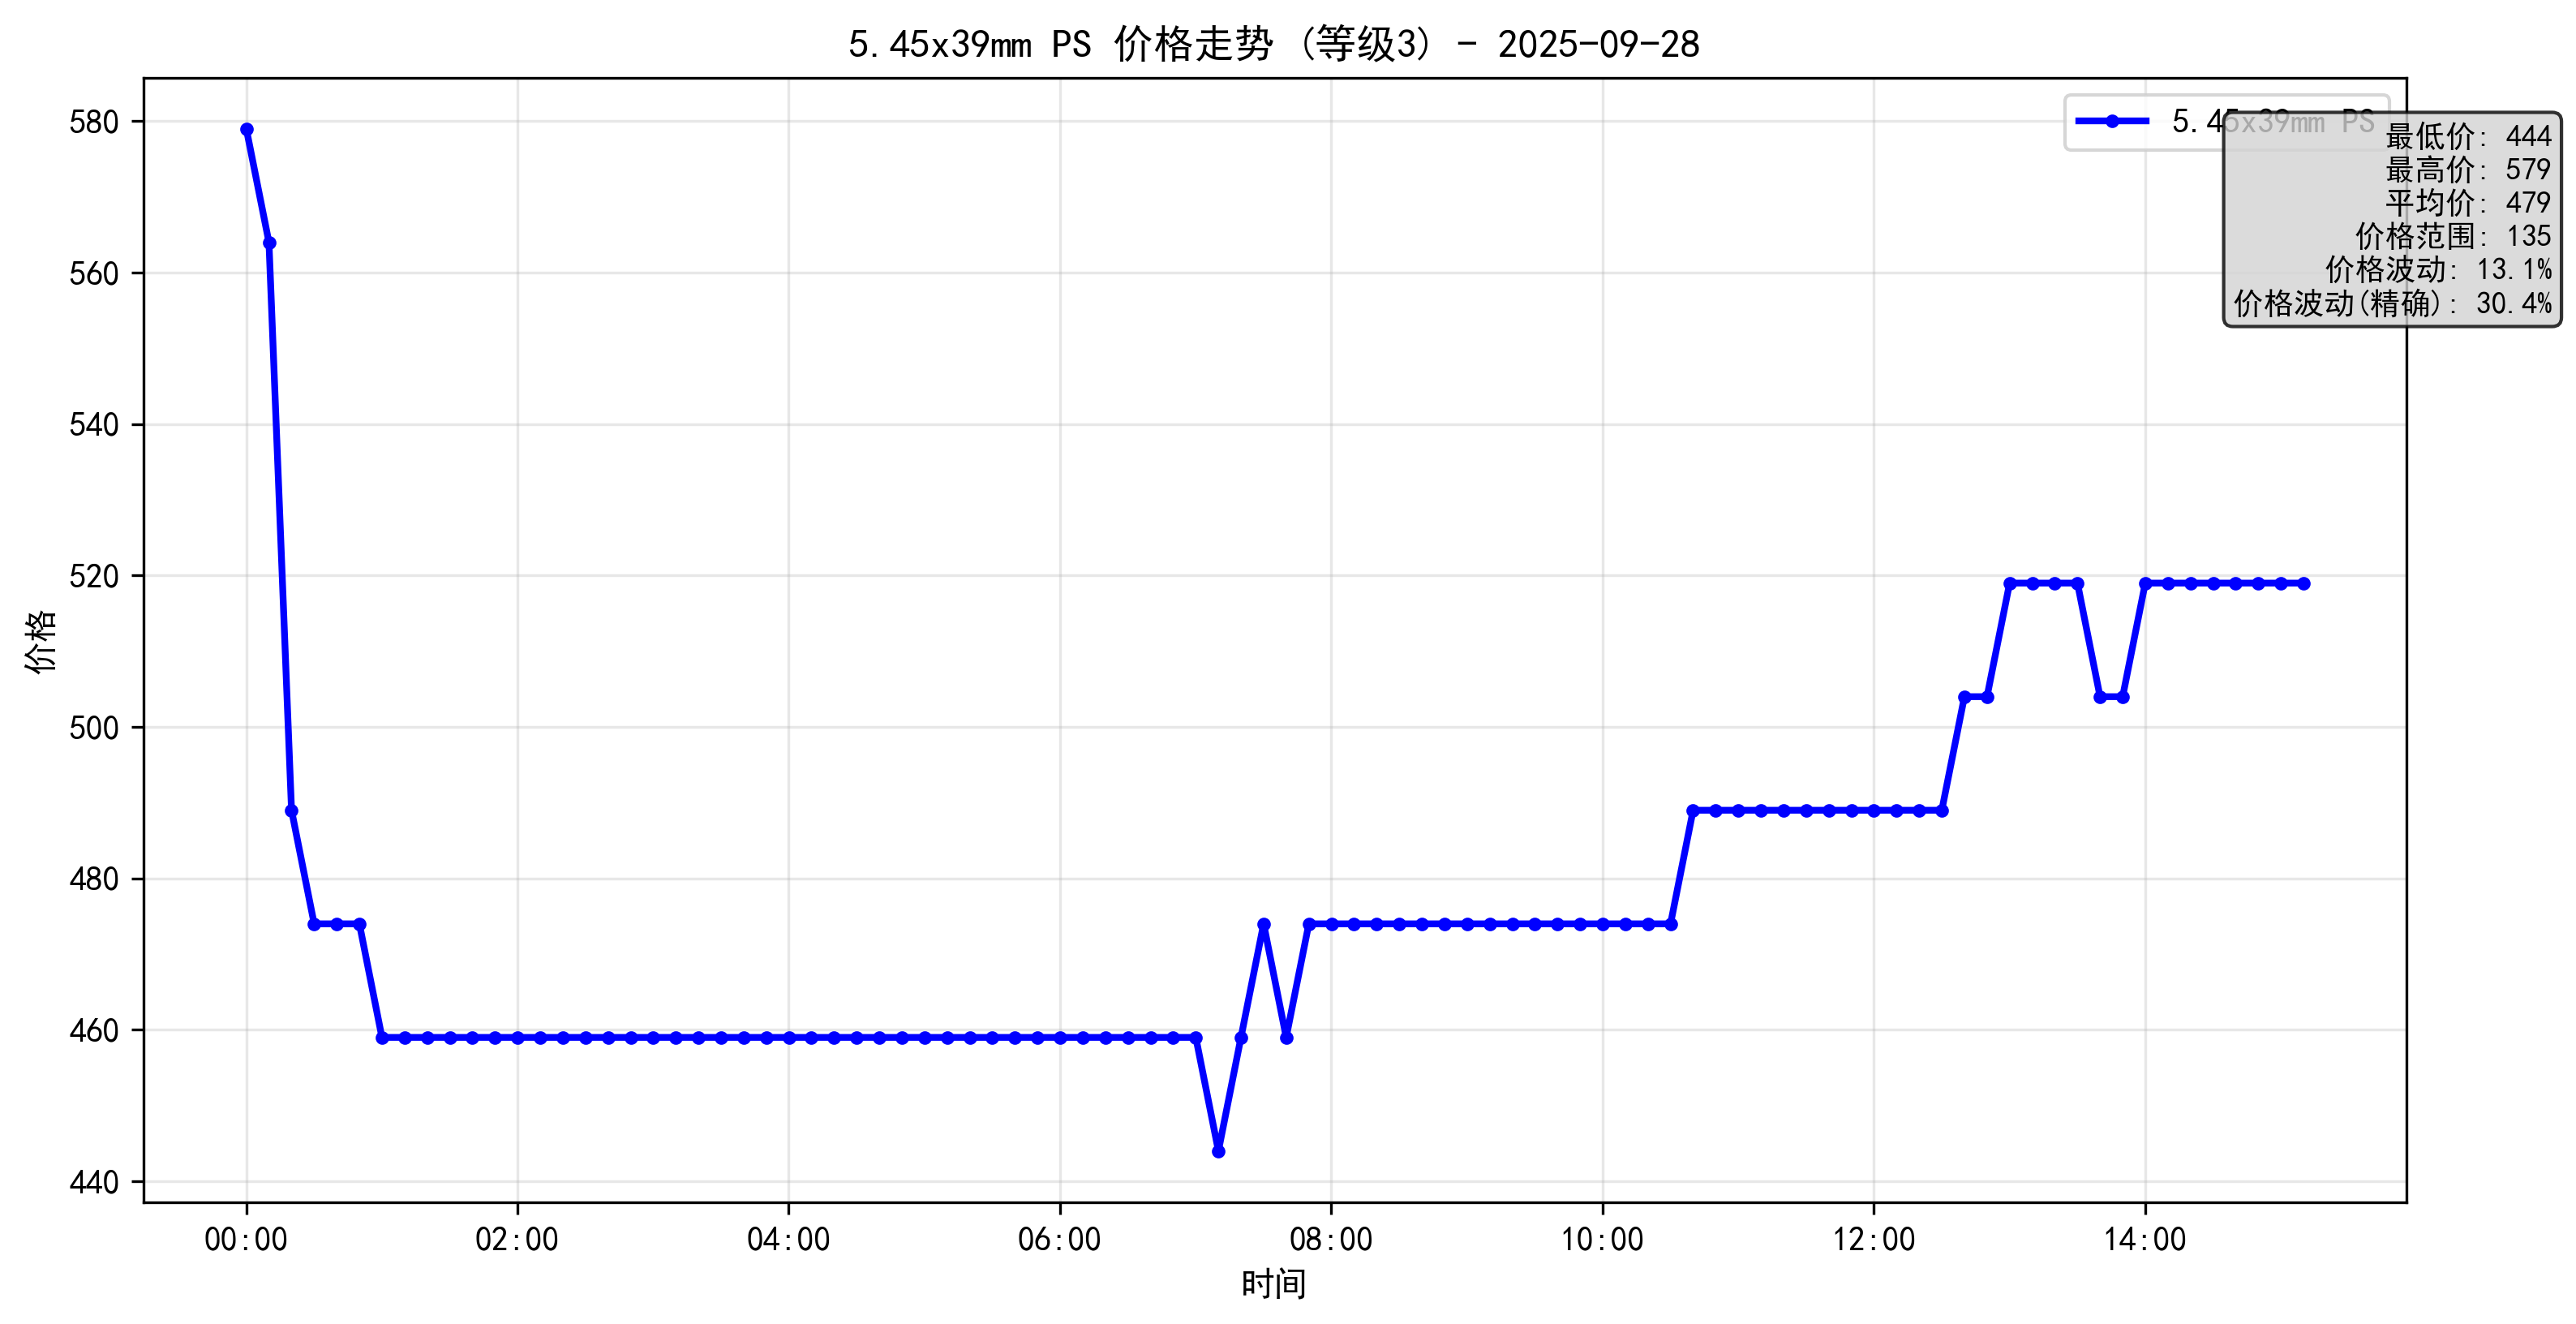 5.45x39mm PS 价格走势 (等级3) - 2025-09-28
580
560
540
520
500
480
460
440
价格
5.45x39mm PS
最低价: 444
最高价: 579
平均价: 479
价格范围: 135
价格波动: 13.1%
价格波动(精确): 30.4%
00:00 02:00 04:00 06:00 08:00 10:00 12:00 14:00
时间